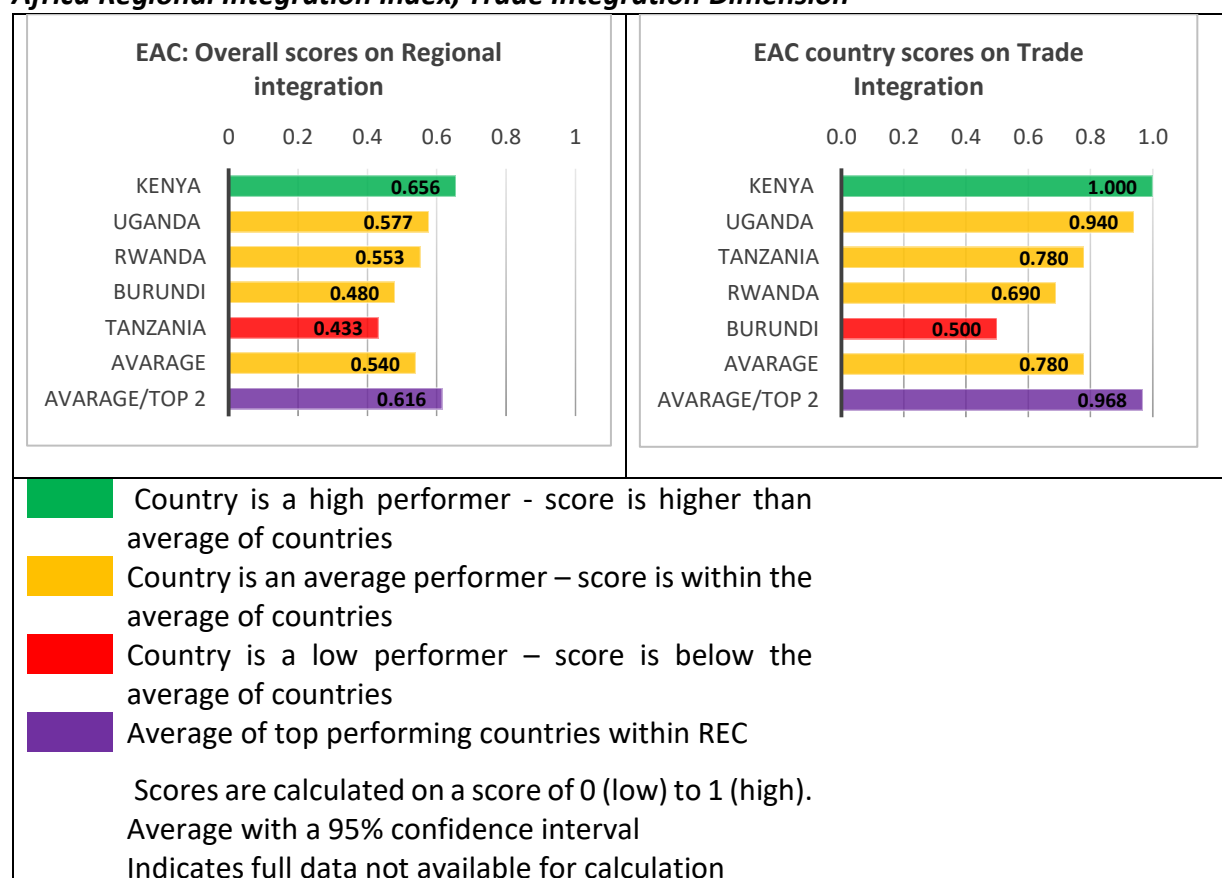 Africa Regional Integration Index, Trade Integration Dimension
EAC: Overall scores on Regional
integration
0 0.2 0.4 0.6 0.8 1
KENYA 0.656
UGANDA 0.577
RWANDA 0.553
BURUNDI 0.480
TANZANIA 0.433
AVARAGE 0.540
AVARAGE/TOP 2 0.616
EAC country scores on Trade
Integration
0.0 0.2 0.4 0.6 0.8 1.0
KENYA 1.000
UGANDA 0.940
TANZANIA 0.780
RWANDA 0.690
BURUNDI 0.500
AVARAGE 0.780
AVARAGE/TOP 2 0.968
Country is a high performer - score is higher than
average of countries
Country is an average performer – score is within the
average of countries
Country is a low performer – score is below the
average of countries
Average of top performing countries within REC
Scores are calculated on a score of 0 (low) to 1 (high).
Average with a 95% confidence interval
Indicates full data not available for calculation